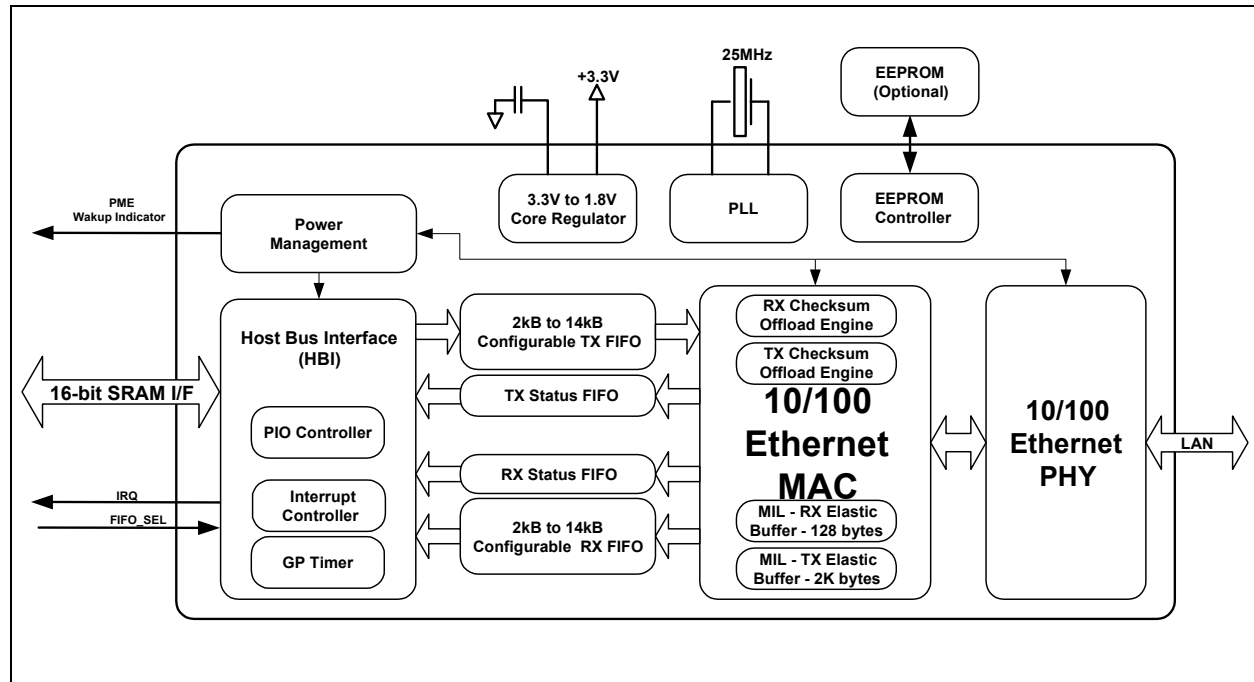 25MHz
+3.3V
EEPROM
(Optional)
3.3V to 1.8V
Core Regulator
PLL
EEPROM
Controller
PME
Wakup Indicator
Power
Management
Host Bus Interface
(HBI)
2kB to 14kB
Configurable TX FIFO
RX Checksum
Offload Engine
TX Checksum
Offload Engine
16-bit SRAM I/F
TX Status FIFO
10/100
Ethernet
MAC
10/100
Ethernet
PHY
LAN
PIO Controller
RX Status FIFO
IRQ
FIFO_SEL
Interrupt
Controller
GP Timer
2kB to 14kB
Configurable RX FIFO
MIL - RX Elastic
Buffer - 128 bytes
MIL - TX Elastic
Buffer - 2K bytes